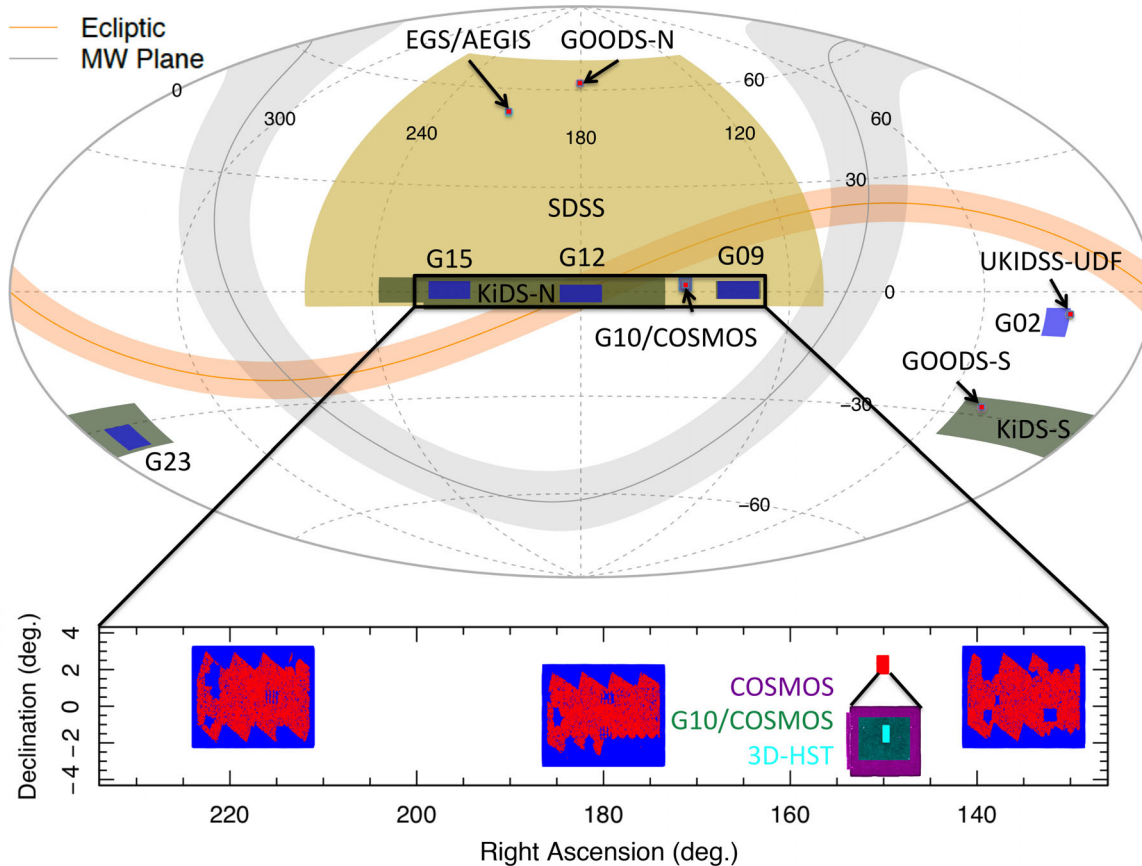 Ecliptic
MW Plane
EGS/AEGIS
GOODS-N
0
300
240
180
120
60
60
30
SDSS
G15
G12
G09
KiDS-N
0
UKIDSS-UDF
G02
G10/COSMOS
GOODS-S
-30
KiDS-S
G23
-60
Declination (deg.)
4
2
0
-2
-4
COSMOS
G10/COSMOS
3D-HST
220
200
180
160
140
Right Ascension (deg.)